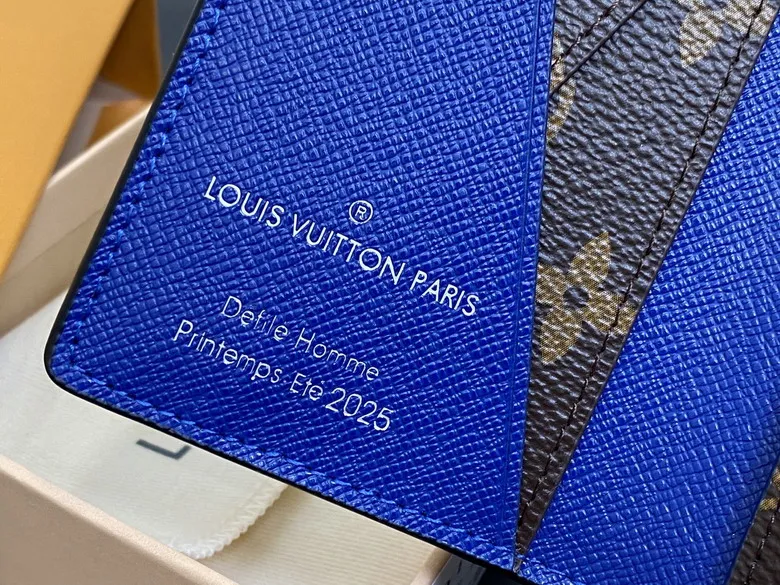 ®
LOUIS VUITTON PARIS
Defile Homme
Printemps Ete 2025